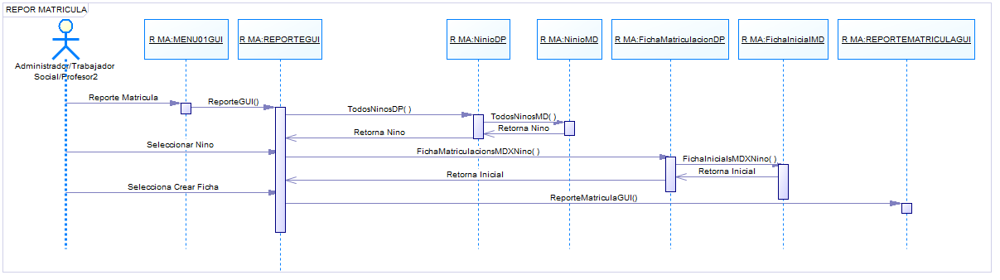 REPOR MATRICULA
R MA:MENU01GUI
R MA:REPORTEGUI
R MA:NinioDP
R MA:NinioMD
R MA:FichaMatriculacionDP
R MA:FichaInicialMD
R MA:REPORTEMATRICULAGUI
Administrador/Trabajador
Social/Profesor2
Reporte Matricula
ReporteGUI()
TodosNinosDP( )
TodosNinosMD( )
Retorna Nino
Retorna Nino
Seleccionar Nino
FichaMatriculacionsMDXNino( )
FichaInicialsMDXNino( )
Retorna Inicial
Retorna Inicial
Selecciona Crear Ficha
ReporteMatriculaGUI()